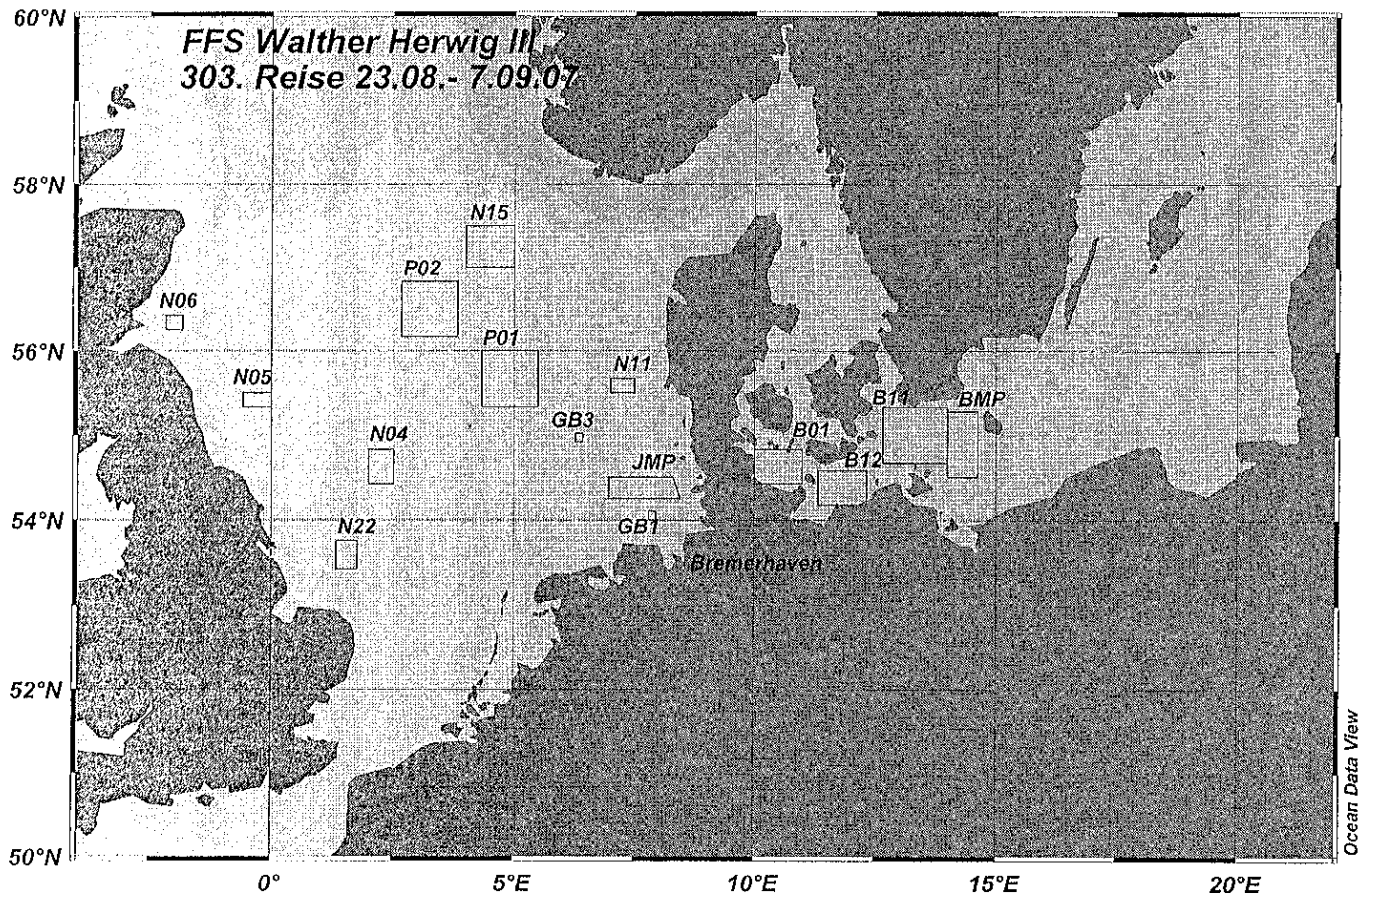 60°N
FFS Walther Herwig III
303. Reise 23.08.- 7.09.07
58°N
N15
P02
N06
P01
56°N
N11
N05
B11
BMP
GB3
B01
N04
JMP
B12
54°N
N22
GB1
Bremerhaven
52°N
50°N
0°
5°E
10°E
15°E
20°E
Ocean Data View